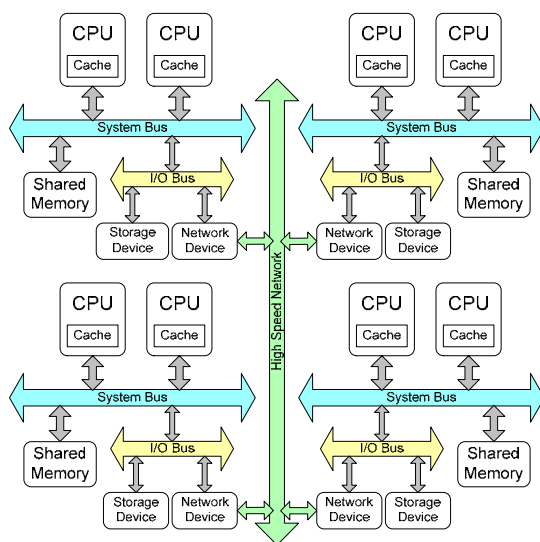 CPU
Cache
CPU
Cache
System Bus
Shared
Memory
I/O Bus
Storage
Device
Network
Device
CPU
Cache
CPU
Cache
System Bus
I/O Bus
Shared
Memory
Network
Device
Storage
Device
High Speed Network
CPU
Cache
CPU
Cache
System Bus
Shared
Memory
I/O Bus
Storage
Device
Network
Device
CPU
Cache
CPU
Cache
System Bus
I/O Bus
Shared
Memory
Network
Device
Storage
Device